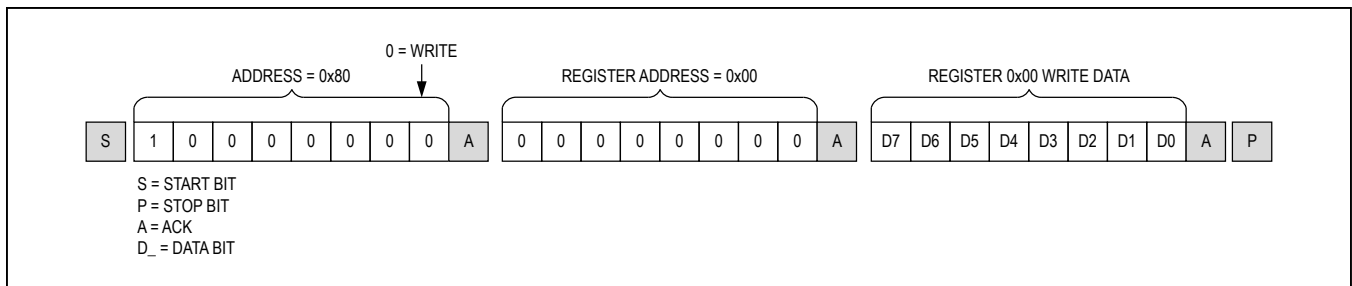 0 = WRITE
ADDRESS = 0x80 REGISTER ADDRESS = 0x00 REGISTER 0x00 WRITE DATA
S 1 0 0 0 0 0 0 0 A 0 0 0 0 0 0 0 0 A D7 D6 D5 D4 D3 D2 D1 D0 A P
S = START BIT
P = STOP BIT
A = ACK
D_ = DATA BIT